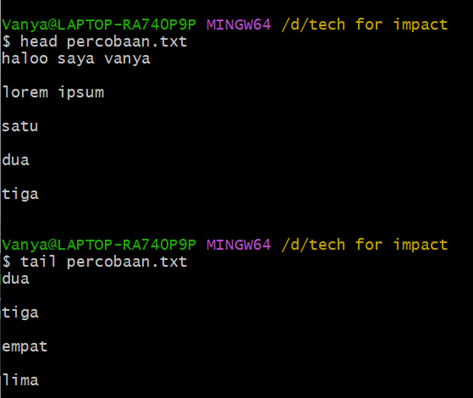 Vanya@LAPTOP-RA740P9P MINGW64 /d/tech for impact
$ head percobaan.txt
haloo saya vanya
lorem ipsum
satu
dua
tiga
Vanya@LAPTOP-RA740P9P MINGW64 /d/tech for impact
$ tail percobaan.txt
dua
tiga
empat
lima